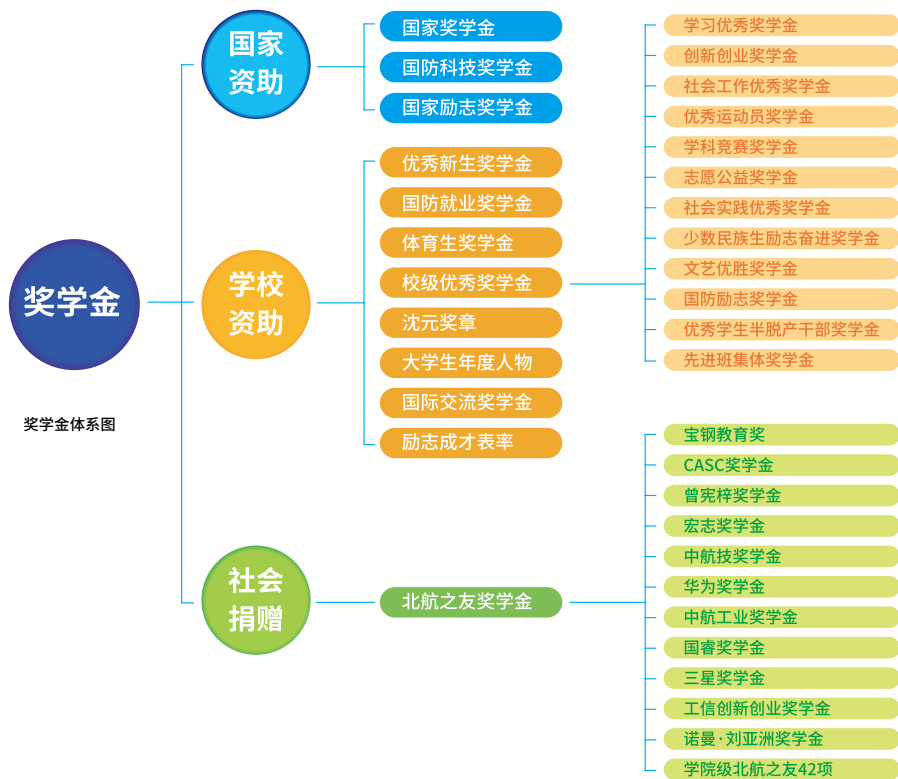 奖学金
奖学金体系图
国家
资助
国家奖学金
国防科技奖学金
国家励志奖学金
学校
资助
优秀新生奖学金
国防就业奖学金
体育生奖学金
校级优秀奖学金
沈元奖章
大学生年度人物
国际交流奖学金
励志成才表率
学习优秀奖学金
创新创业奖学金
社会工作优秀奖学金
优秀运动员奖学金
学科竞赛奖学金
志愿公益奖学金
社会实践优秀奖学金
少数民族生励志奋进奖学金
文艺优胜奖学金
国防励志奖学金
优秀学生半脱产干部奖学金
先进班集体奖学金
社会
捐赠
北航之友奖学金
宝钢教育奖
CASC奖学金
曾宪梓奖学金
宏志奖学金
中航技奖学金
华为奖学金
中航工业奖学金
国睿奖学金
三星奖学金
工信创新创业奖学金
诺曼·刘亚洲奖学金
学院级北航之友42项